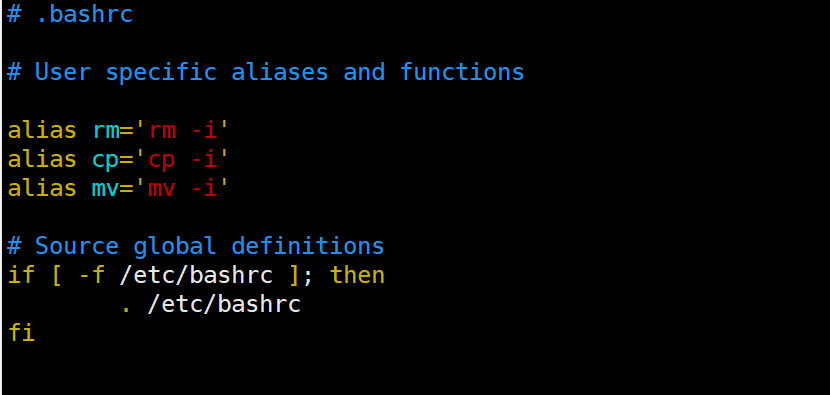 # .bashrc
# User specific aliases and functions
alias rm='rm -i'
alias cp='cp -i'
alias mv='mv -i'
# Source global definitions
if [ -f /etc/bashrc ]; then
        . /etc/bashrc
fi